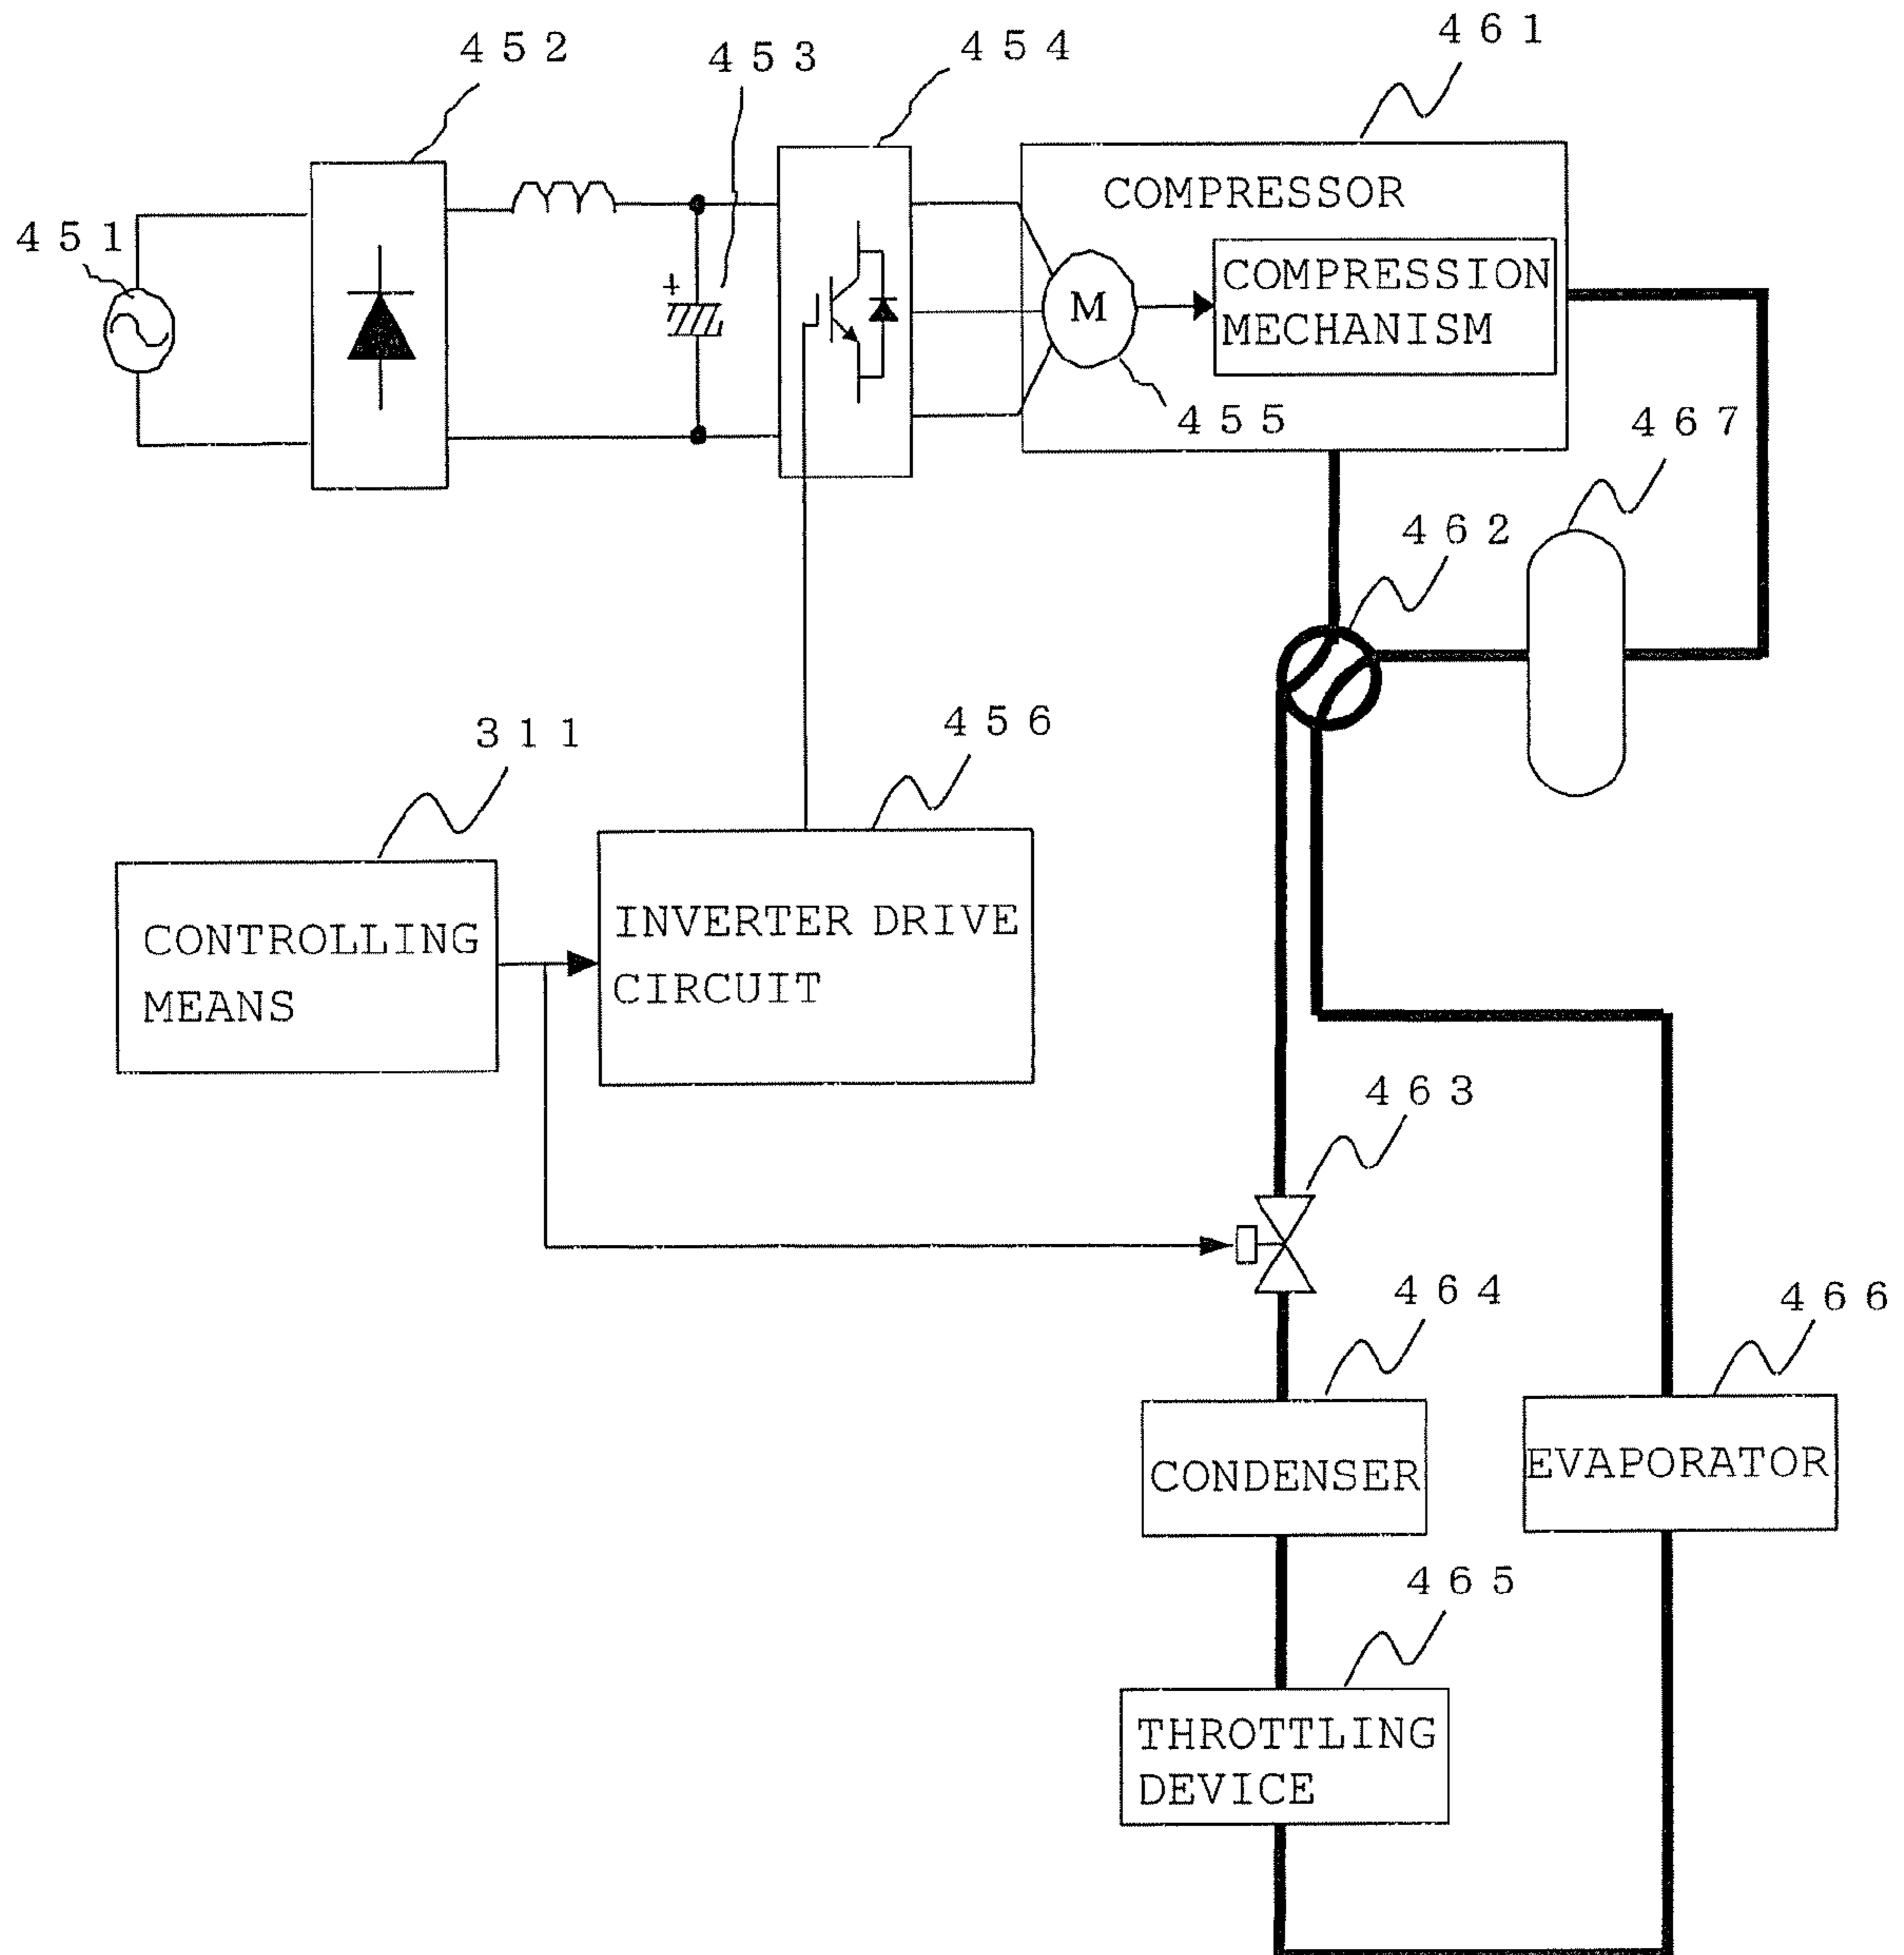 452
453
454
461
451
COMPRESSOR
COMPRESSION
MECHANISM
+
M
455
467
462
311
456
CONTROLLING
MEANS
INVERTER DRIVE
CIRCUIT
463
464
466
CONDENSER
EVAPORATOR
465
THROTTLING
DEVICE